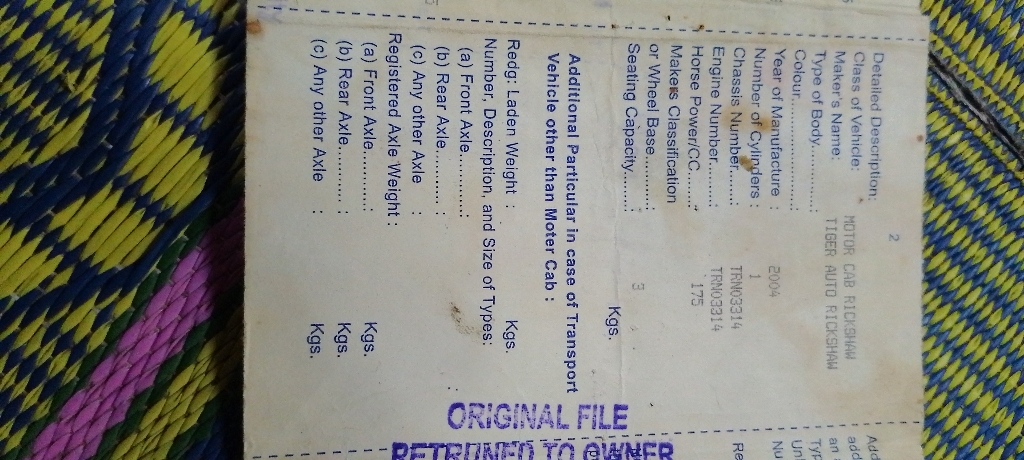 2
Detailed Description:
Class of Vehicle: MOTOR CAB RICKSHAW
Maker's Name: TIGER AUTO RICKSHAW
Type of Body.............:
Colour.....................:
Year of Manufacture : 2004
Number of Cylinders : 1
Chassis Number........: TRN03314
Engine Number.........: TRN03314
Horse Power/CC........" 175
Makers Classification
or Wheel Base...........:
Seating Capacity........: 3
Kgs.
Additional Particular in case of Transport
Vehicle other than Moter Cab :
Redg: Laden Weight : Kgs.
Number, Description, and Size of Types:
(a) Front Axle............:
(b) Rear Axle............:
(c) Any other Axle :
Registered Axle Weight :
(a) Front Axle............: Kgs.
(b) Rear Axle............: Kgs.
(c) Any other Axle : Kgs.
ORIGINAL FILE
RETRUNED TO OWNER